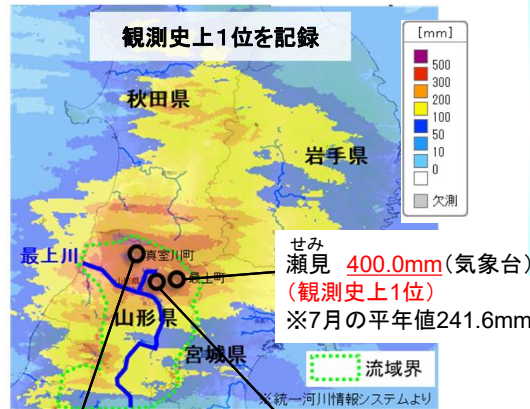 観測史上1位を記録
[mm]
500
300
200
100
50
10
0
欠測
秋田県
岩手県
最上川
真室川町
最上町
山形県
宮城県
せみ
瀬見 400.0mm(気象台)
(観測史上1位)
※7月の平年値241.6mm
流域界
※統一河川情報システムより